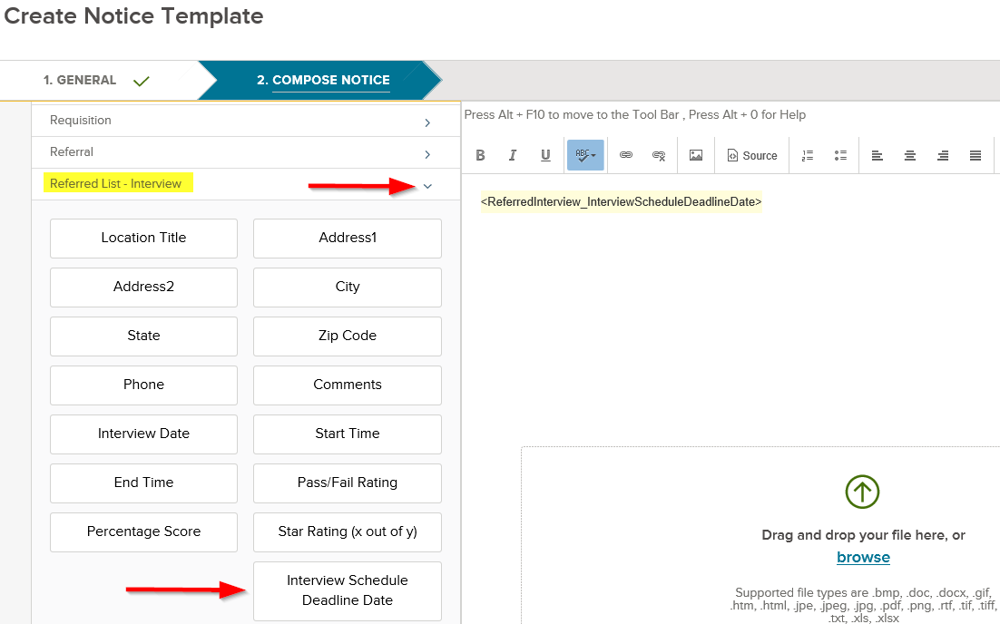 Create Notice Template
1. GENERAL
2. COMPOSE NOTICE
Requisition
Referral
Referred List - Interview
Location Title
Address1
Address2
City
State
Zip Code
Phone
Comments
Interview Date
Start Time
End Time
Pass/Fail Rating
Percentage Score
Star Rating (x out of y)
Interview Schedule
Deadline Date
Press Alt + F10 to move to the Tool Bar , Press Alt + 0 for Help
B I U ABC Source
<ReferredInterview_InterviewScheduleDeadlineDate>
Drag and drop your file here, or
browse
Supported file types are .bmp, .doc, .docx, .gif,
.htm, .html, .jpe, .jpeg, .jpg, .pdf, .png, .rtf, .tif, .tiff,
.txt, .xls, .xlsx